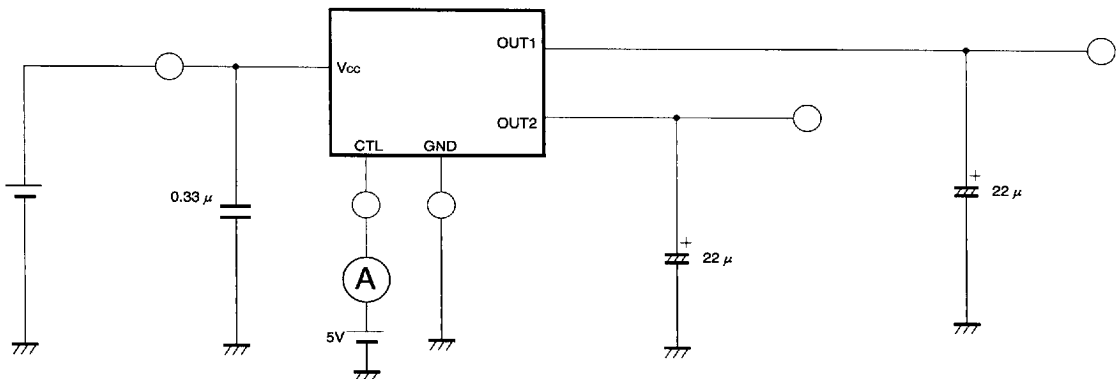 OUT1
Vcc
OUT2
CTL GND
0.33 μ
+
22 μ
+
22 μ
A
5V